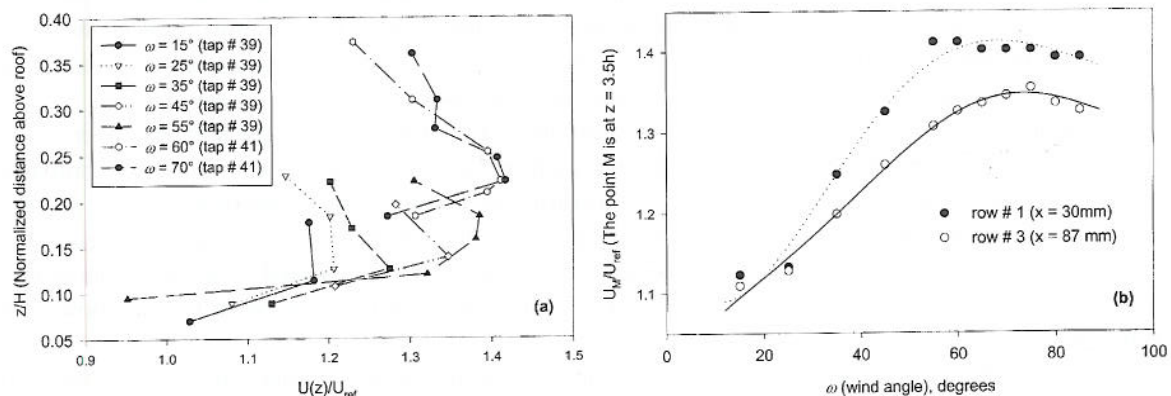 0.40
0.35
0.30
0.25
0.20
0.15
0.10
0.05
z/H (Normalized distance above roof)
ω = 15° (tap # 39)
ω = 25° (tap # 39)
ω = 35° (tap # 39)
ω = 45° (tap # 39)
ω = 55° (tap # 39)
ω = 60° (tap # 41)
ω = 70° (tap # 41)
(a)
0.9 1.0 1.1 1.2 1.3 1.4 1.5
U(z)/U_ref
1.4
1.3
1.2
1.1
U_M/U_ref (The point M is at z = 3.5h)
row # 1 (x = 30mm)
row # 3 (x = 87 mm)
(b)
0 20 40 60 80 100
ω (wind angle), degrees